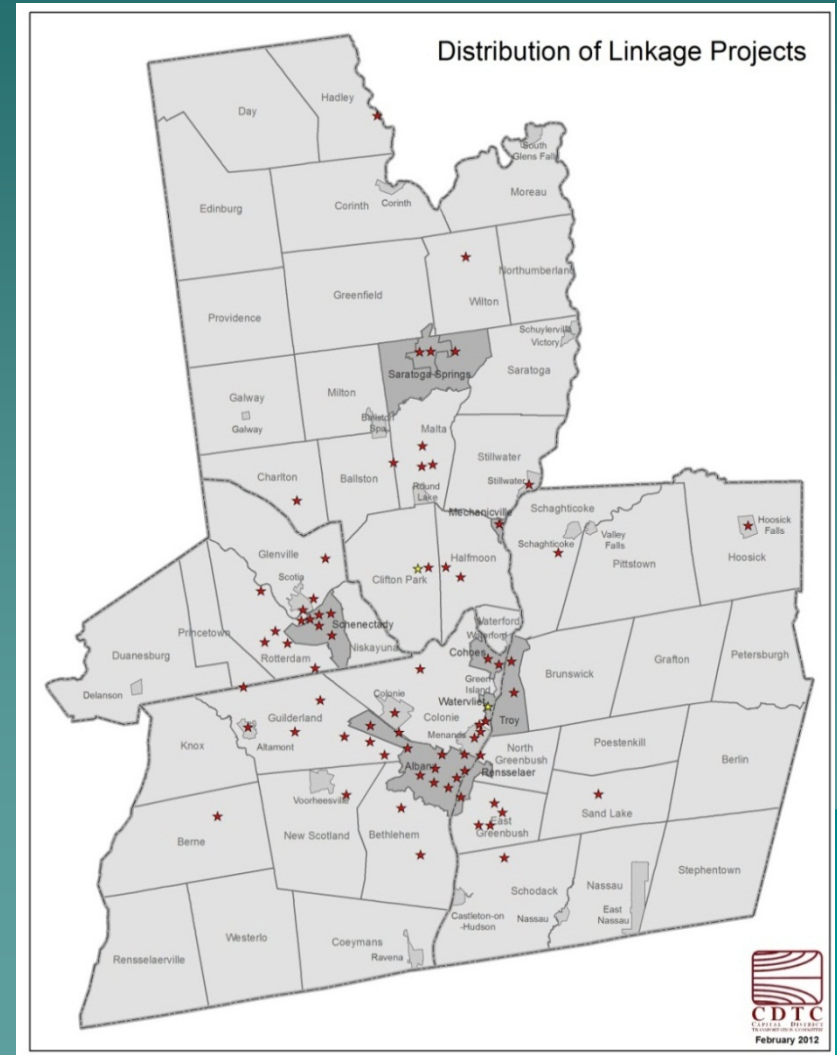 Distribution of Linkage Projects
Hadley
Day
South
Glens Falls
Moreau
Edinburg
Corinth
Corinth
Northumberland
Greenfield
Wilton
Providence
Schuylerville
Victory
Saratoga Springs
Saratoga
Milton
Galway
Galway
Ballston
Spa
Malta
Stillwater
Charlton
Ballston
Stillwater
Round
Lake
Mechanicville
Schaghticoke
Hoosick
Falls
Schaghticoke
Valley
Falls
Glenville
Halfmoon
Hoosick
Pittstown
Clifton Park
Scotia
Waterford
Waterford
Schenectady
Princetown
Niskayuna
Cohoes
Duanesburg
Rotterdam
Petersburgh
Grafton
Brunswick
Green
Island
Delanson
Colonie
Watervliet
Guilderland
Colonie
Troy
Menands
Knox
Altamont
North
Greenbush
Poestenkill
Berlin
Albany
Rensselaer
Voorheesville
Sand Lake
East
Greenbush
New Scotland
Bethlehem
Berne
Stephentown
Schodack
Nassau
Castleton-on
-Hudson
Nassau
East
Nassau
Westerlo
Coeymans
Rensselaerville
Ravena
CDTC
CAPITAL DISTRICT
TRANSPORTATION COMMITTEE
February 2012